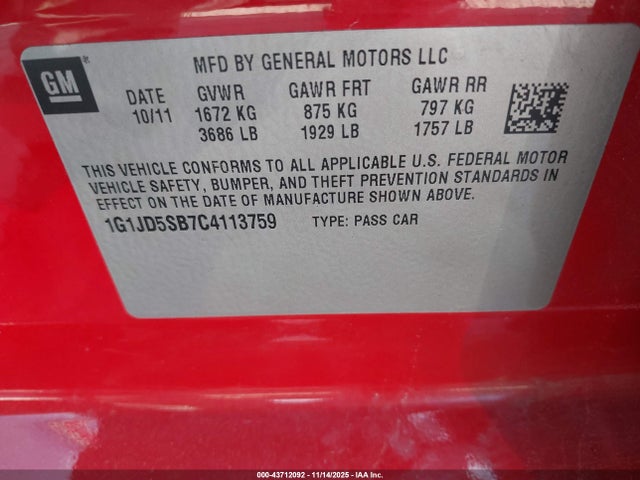 GM
MFD BY GENERAL MOTORS LLC
DATE GVWR GAWR FRT GAWR RR
10/11 1672 KG 875 KG 797 KG
3686 LB 1929 LB 1757 LB
THIS VEHICLE CONFORMS TO ALL APPLICABLE U.S. FEDERAL MOTOR
VEHICLE SAFETY, BUMPER, AND THEFT PREVENTION STANDARDS IN
EFFECT ON THE DATE OF MANUFACTURE SHOWN ABOVE.
1G1JD5SB7C4113759 TYPE: PASS CAR
000-43712092 - 11/14/2025 - IAA Inc.